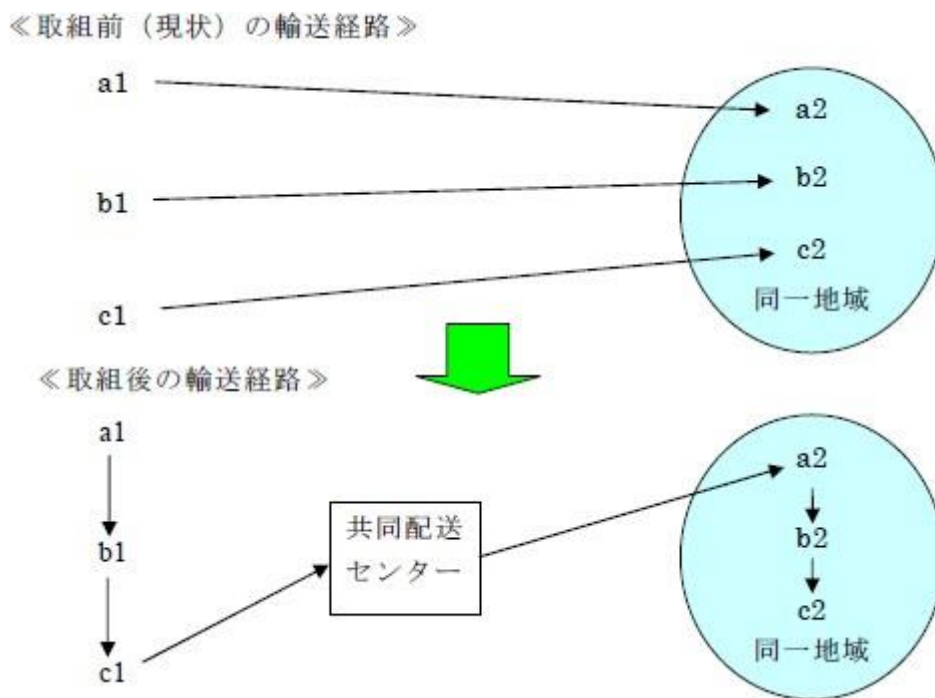 ≪取組前（現状）の輸送経路≫
a1
a2
b1
b2
c1
c2
同一地域
≪取組後の輸送経路≫
a1
a2
b1
共同配送
センター
b2
c1
c2
同一地域